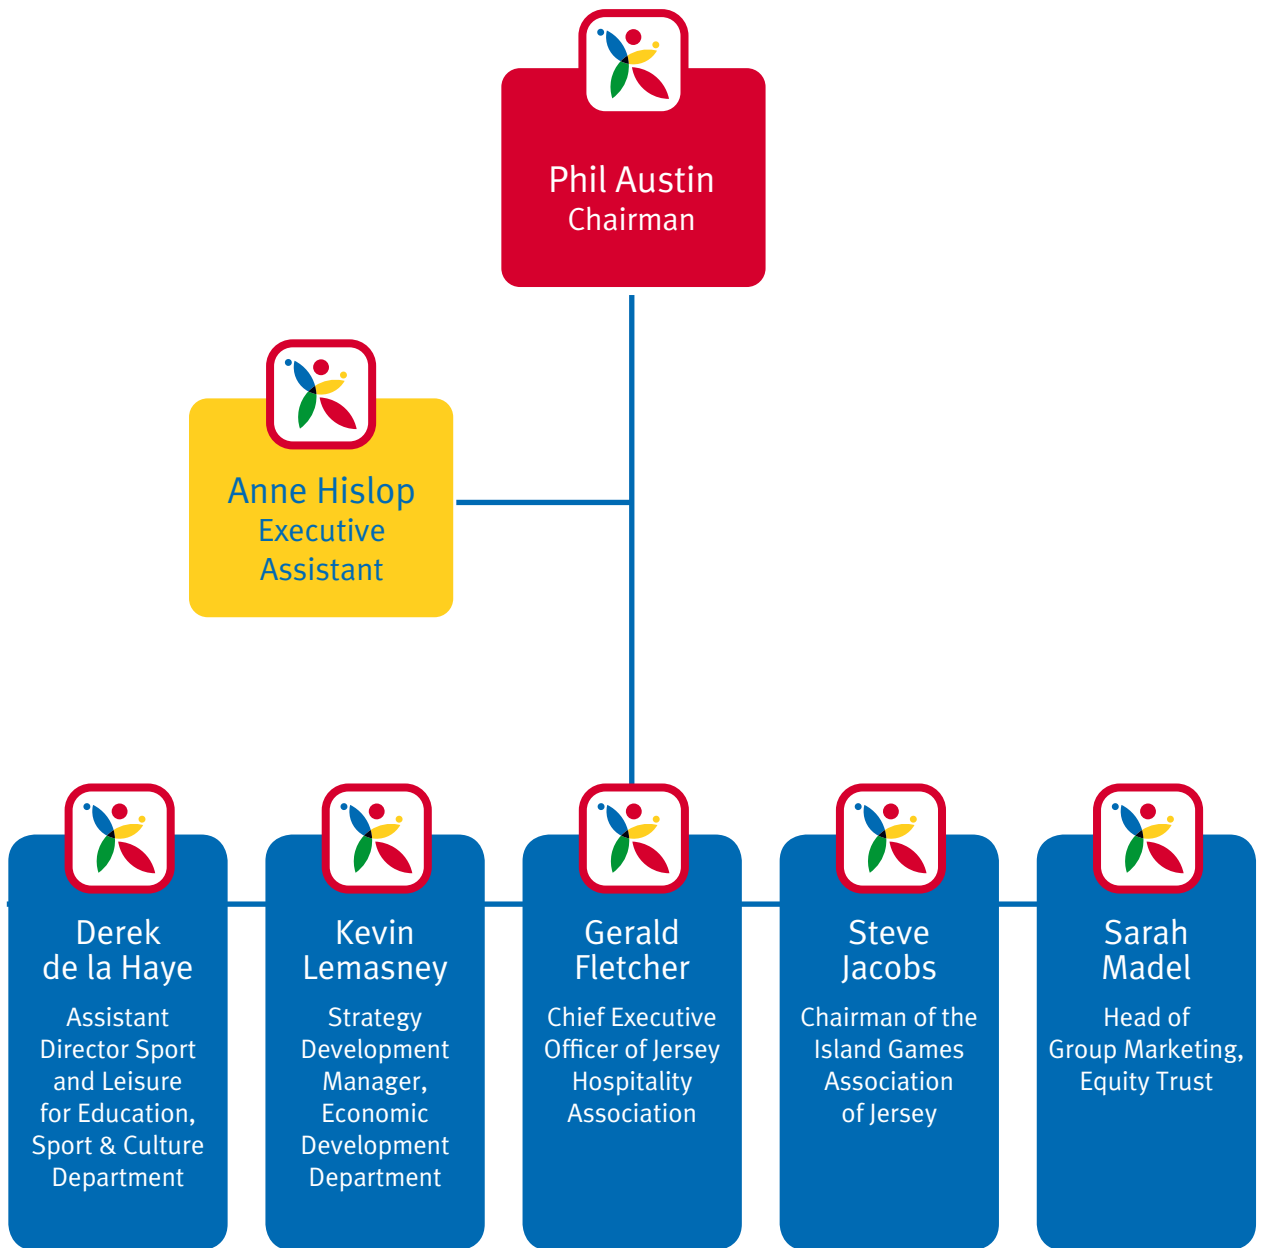 Phil Austin
Chairman
Anne Hislop
Executive
Assistant
Derek
de la Haye
Assistant
Director Sport
and Leisure
for Education,
Sport & Culture
Department
Kevin
Lemasney
Strategy
Development
Manager,
Economic
Development
Department
Gerald
Fletcher
Chief Executive
Officer of Jersey
Hospitality
Association
Steve
Jacobs
Chairman of the
Island Games
Association
of Jersey
Sarah
Madel
Head of
Group Marketing,
Equity Trust